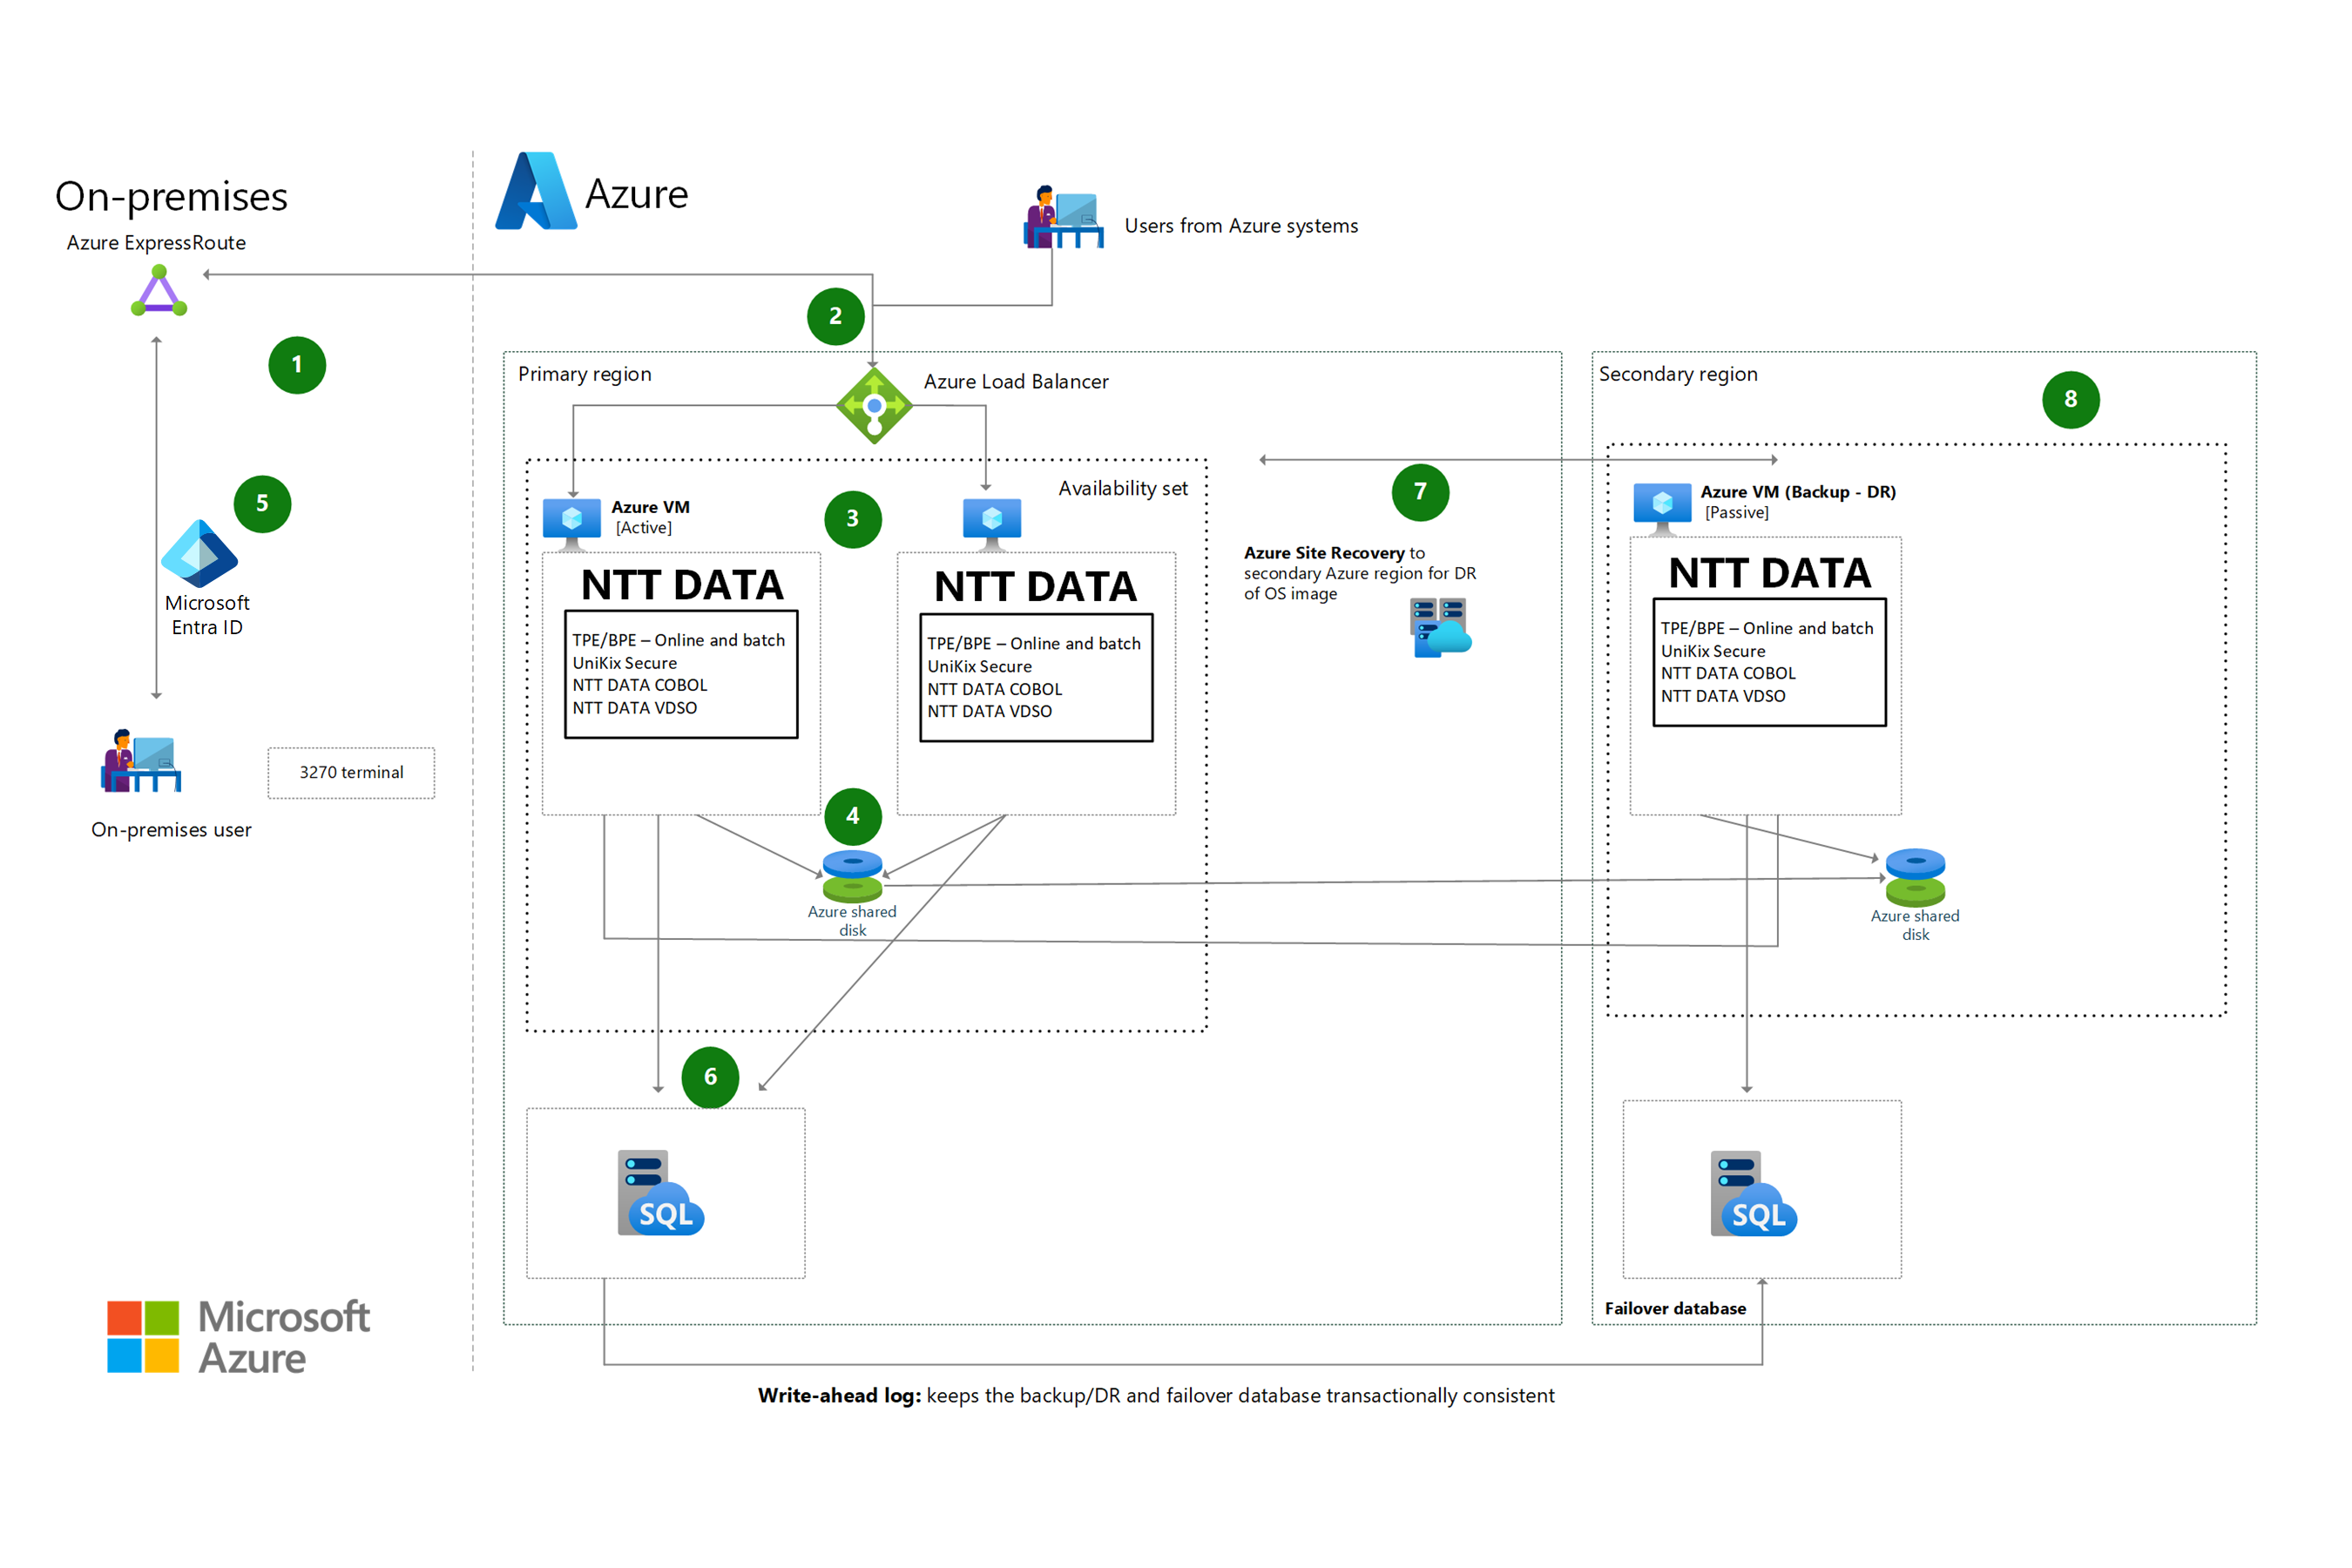 On-premises
Azure ExpressRoute
Azure
Users from Azure systems
1
2
Primary region
Azure Load Balancer
Secondary region
8
5
Microsoft
Entra ID
Availability set
Azure VM
[Active]
3
7
Azure VM (Backup - DR)
[Passive]
NTT DATA
TPE/BPE – Online and batch
UniKix Secure
NTT DATA COBOL
NTT DATA VDSO
NTT DATA
TPE/BPE – Online and batch
UniKix Secure
NTT DATA COBOL
NTT DATA VDSO
Azure Site Recovery to
secondary Azure region for DR
of OS image
NTT DATA
TPE/BPE – Online and batch
UniKix Secure
NTT DATA COBOL
NTT DATA VDSO
3270 terminal
On-premises user
4
Azure shared
disk
Azure shared
disk
6
SQL
SQL
Failover database
Microsoft
Azure
Write-ahead log: keeps the backup/DR and failover database transactionally consistent